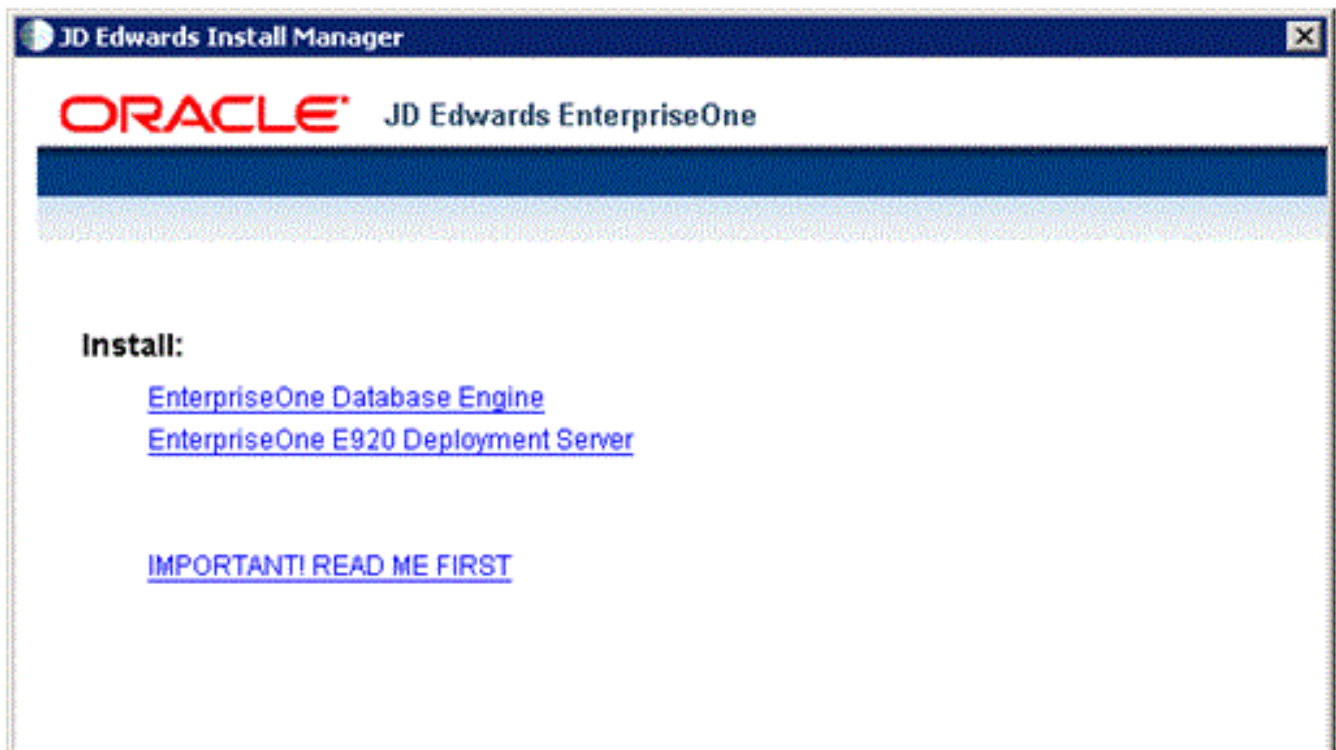 JD Edwards Install Manager
ORACLE JD Edwards EnterpriseOne
Install:
EnterpriseOne Database Engine
EnterpriseOne E920 Deployment Server
IMPORTANT! READ ME FIRST